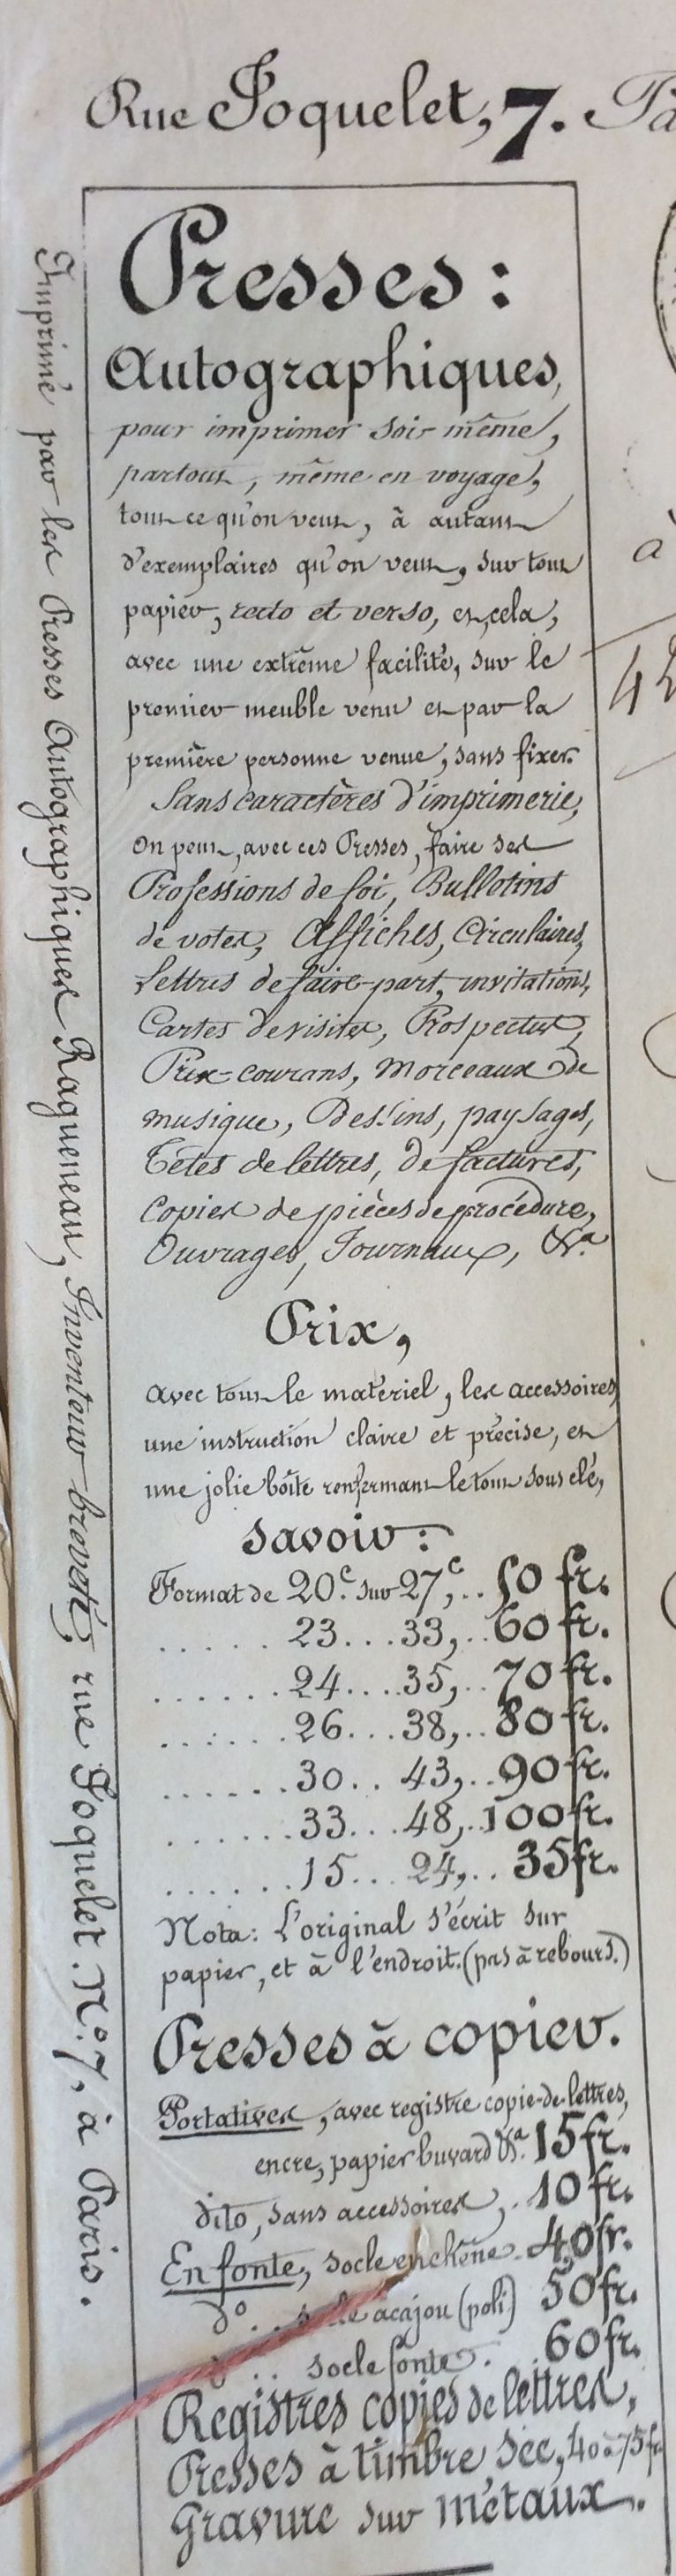 Rue Joquelet, 7. Pa
Presses:
Autographiques,
pour imprimer soi-même,
partout, même en voyage,
tout ce qu'on veut, à autant
d'exemplaires qu'on veut, sur tout
papier, recto et verso, et cela,
avec une extrême facilité, sur le
premier meuble venu et par la
première personne venue, sans fixer.
Sans caractères d'imprimerie,
On peut, avec ces Presses, faire ses
Professions de foi, Bulletins
de votes, Affiches, Circulaires,
Lettres de faire-part, invitations,
Cartes de visites, Prospectus,
Prix-courans, morceaux de
musique, Dessins, paysages,
Têtes de lettres, de factures,
Copies de pièces de procédure,
Ouvrages, Journaux, &a.
Prix,
avec tout le matériel, les accessoires,
une instruction claire et précise, et
une jolie boîte renfermant le tout sous clé,
savoir:
Format de 20c. sur 27c,.. 50 fr.
...... 23...33,..60 fr.
....... 24....35,..70 fr.
....... 26...38,..80 fr.
.......30.. 43,..90 fr.
.......33...48,..100 fr.
...... 15... 24,.. 35 fr.
Nota: L'original s'écrit sur
papier, et à l'endroit. (pas à rebours.)
Presses à copier.
Portatives, avec registre copie-de-lettres,
encre, papier buvard &a. 15 fr.
dito, sans accessoires,. 10 fr.
En fonte, socle en chêne. 40 fr.
do.. socle acajou (poli) 50 fr.
do .. socle fonte. 60 fr.
Registres copies de lettres,
Presses à timbre sec, 40 à 75 fr
Gravure sur métaux.
Imprimé par les Presses Autographiques Ragueneau, Inventeur-breveté, rue Joquelet. No. 7, à Paris.
à
42